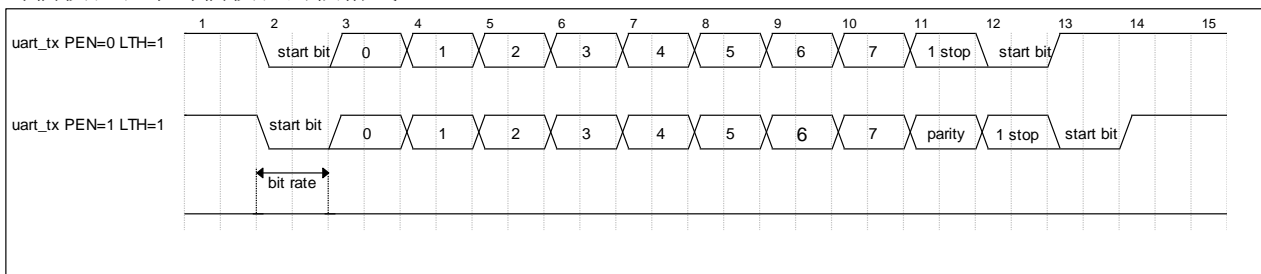 1 2 3 4 5 6 7 8 9 10 11 12 13 14 15
uart_tx PEN=0 LTH=1 start bit 0 1 2 3 4 5 6 7 1 stop start bit
uart_tx PEN=1 LTH=1 start bit 0 1 2 3 4 5 6 7 parity 1 stop start bit
bit rate